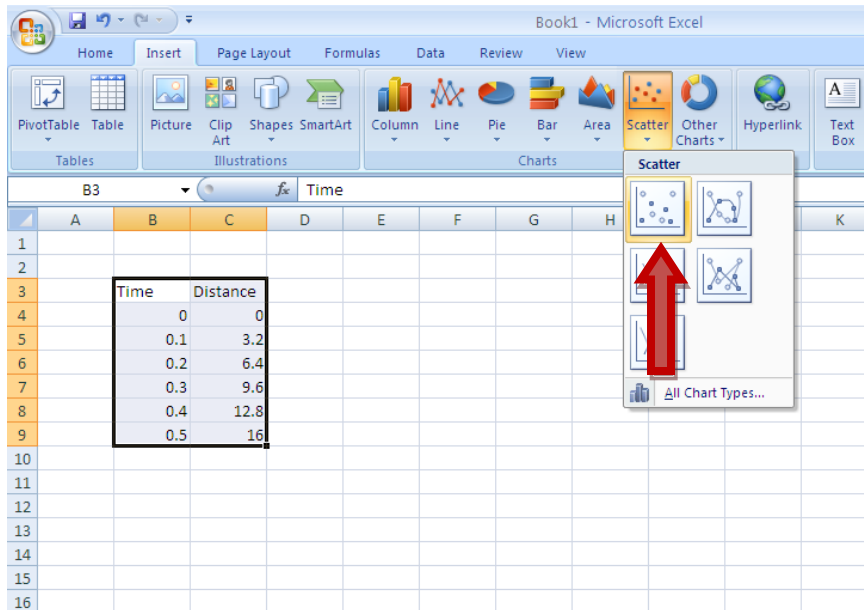 Book1 - Microsoft Excel
Home Insert Page Layout Formulas Data Review View
PivotTable Table Picture Clip Art Shapes SmartArt Column Line Pie Bar Area Scatter Other Charts Hyperlink Text Box
Tables Illustrations Charts
Scatter
B3 fx Time
A B C D E F G H K
1
2
3 Time Distance
4 0 0
5 0.1 3.2
6 0.2 6.4
7 0.3 9.6
8 0.4 12.8
All Chart Types...
9 0.5 16
10
11
12
13
14
15
16